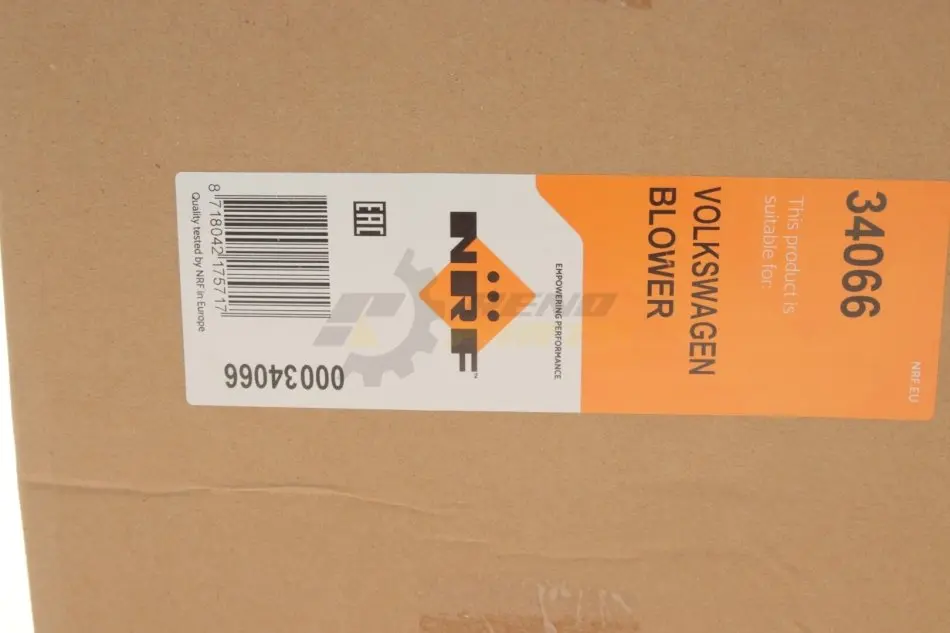 34066
This product is
suitable for:
VOLKSWAGEN
BLOWER
NRF.EU
EMPOWERING PERFORMANCE
NRF™
EAC
8 718042 175717
Quality tested by NRF in Europe
00034066